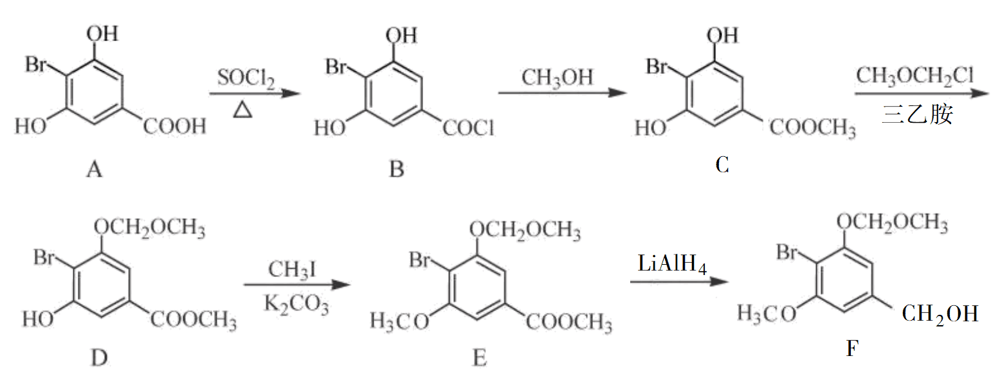 OH
Br
HO
COOH
A
SOCl2
△
OH
Br
HO
COCl
B
CH3OH
OH
Br
HO
COOCH3
C
CH3OCH2Cl
三乙胺
OCH2OCH3
Br
HO
COOCH3
D
CH3I
K2CO3
OCH2OCH3
Br
H3CO
COOCH3
E
LiAlH4
OCH2OCH3
Br
H3CO
CH2OH
F